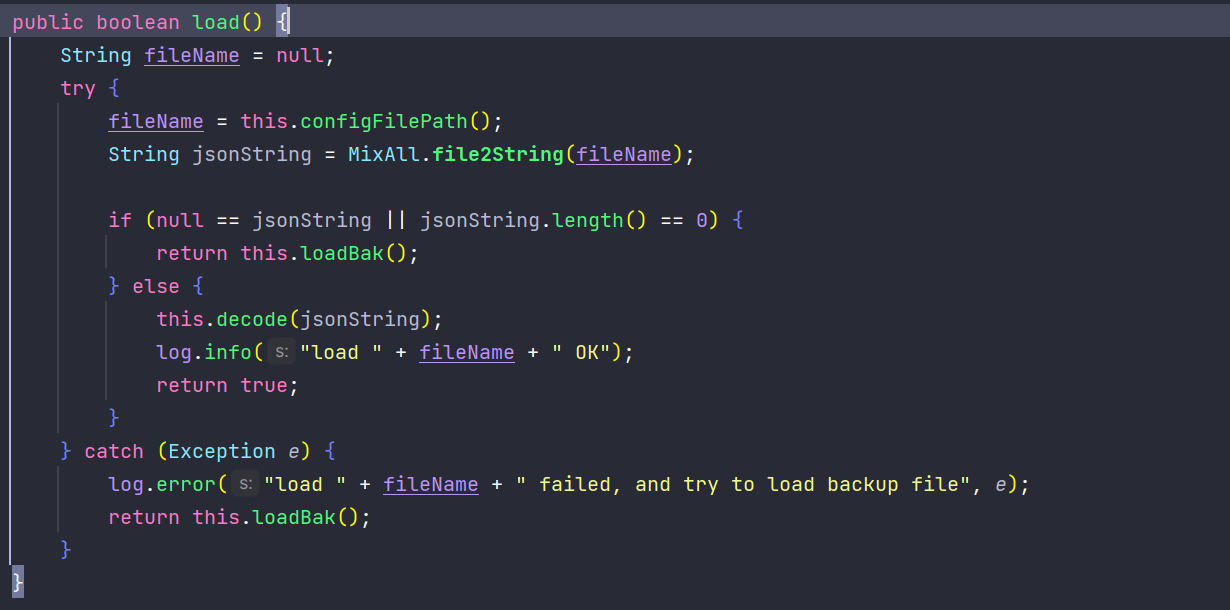 public boolean load() {
    String fileName = null;
    try {
        fileName = this.configFilePath();
        String jsonString = MixAll.file2String(fileName);

        if (null == jsonString || jsonString.length() == 0) {
            return this.loadBak();
        } else {
            this.decode(jsonString);
            log.info( s: "load " + fileName + " OK");
            return true;
        }
    } catch (Exception e) {
        log.error( s: "load " + fileName + " failed, and try to load backup file", e);
        return this.loadBak();
    }
}